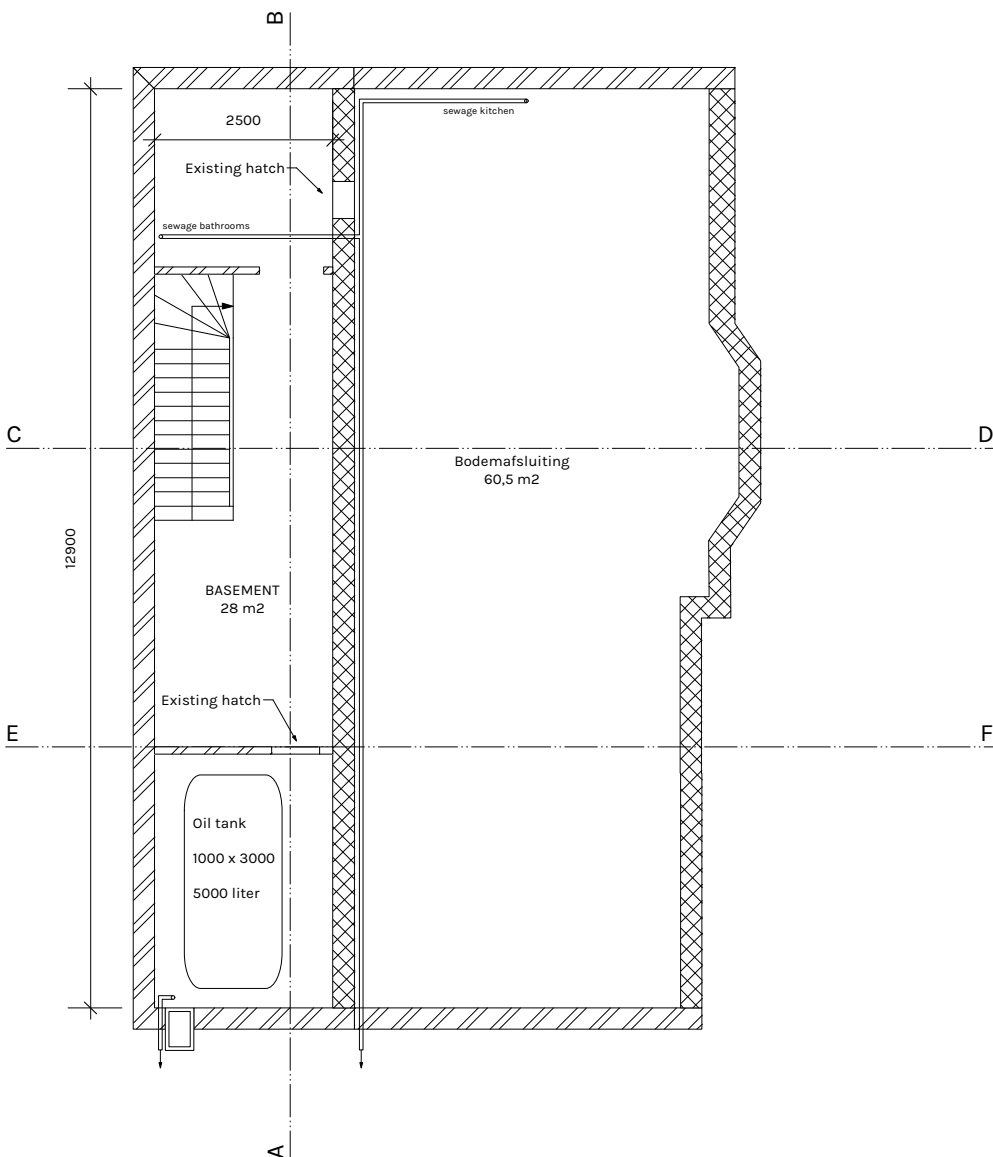 B
sewage kitchen
2500
Existing hatch
sewage bathrooms
C
D
Bodemafsluiting
60,5 m2
12900
BASEMENT
28 m2
Existing hatch
E
F
Oil tank
1000 x 3000
5000 liter
A